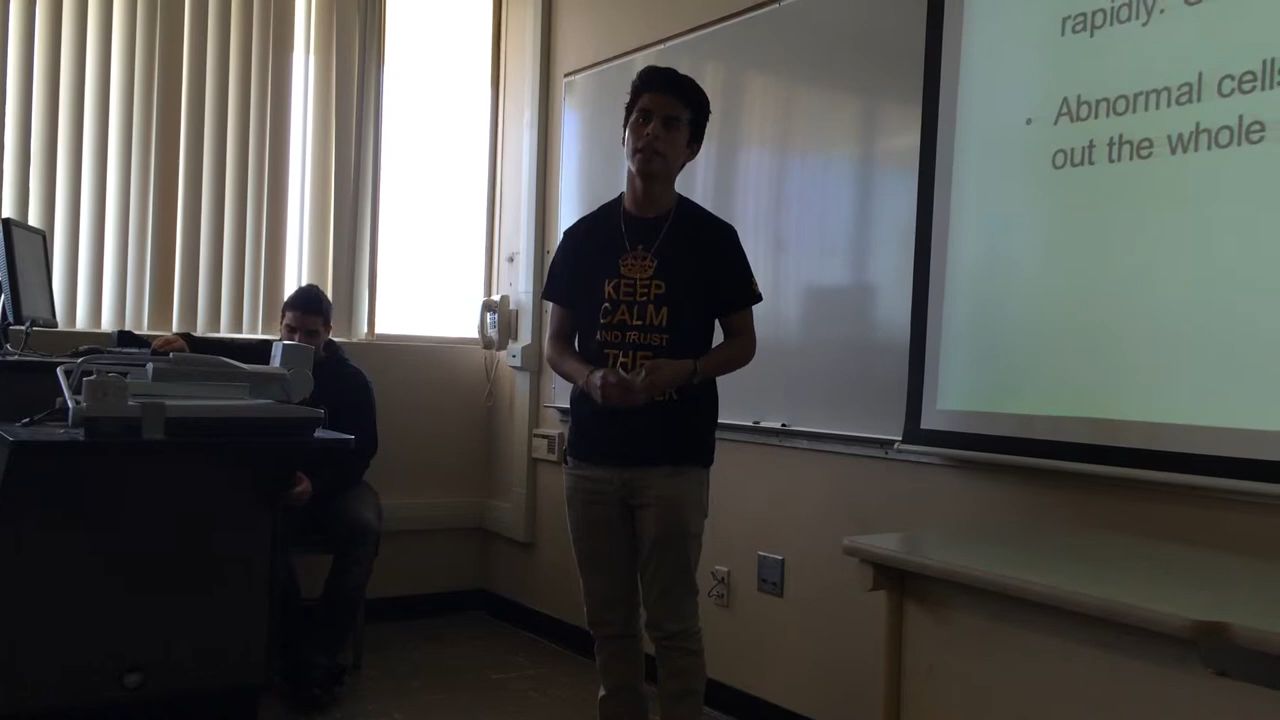 KEEP
CALM
AND TRUST
THE
rapidly.
Abnormal cells
out the whole